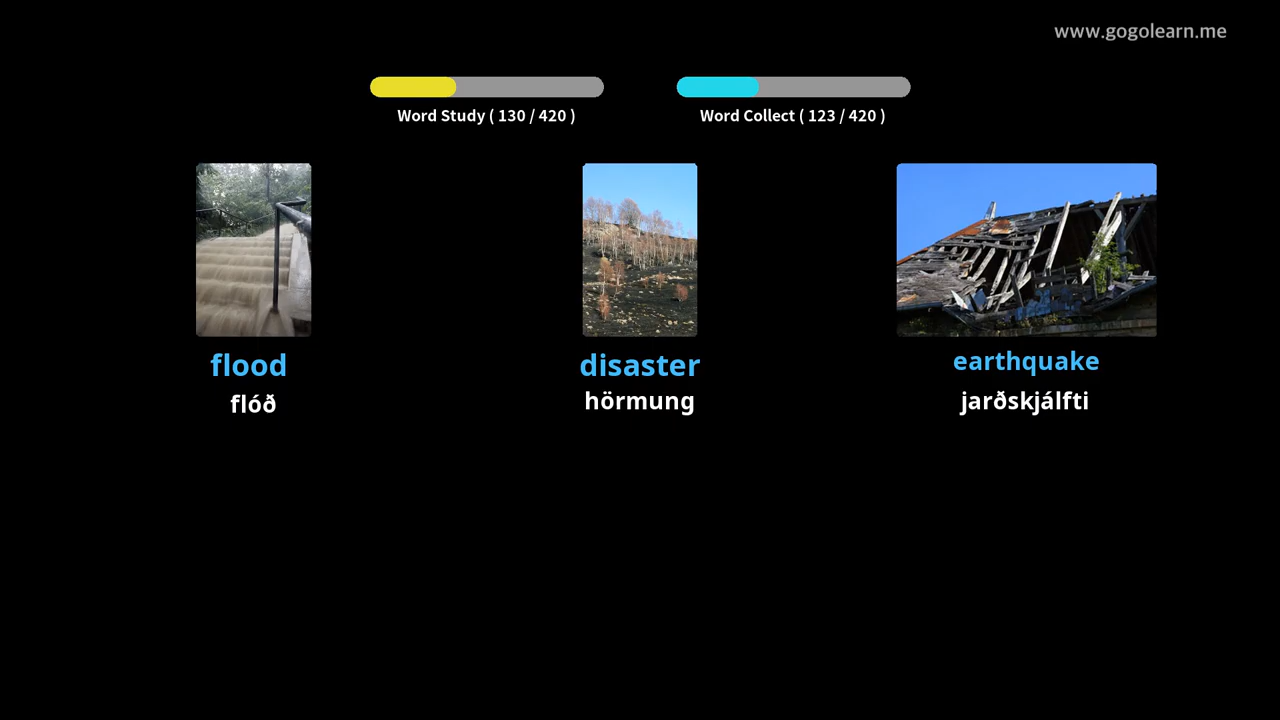 www.gogolearn.me
Word Study ( 130 / 420 )
Word Collect ( 123 / 420 )
flood
flóð
disaster
hörmung
earthquake
jarðskjálfti